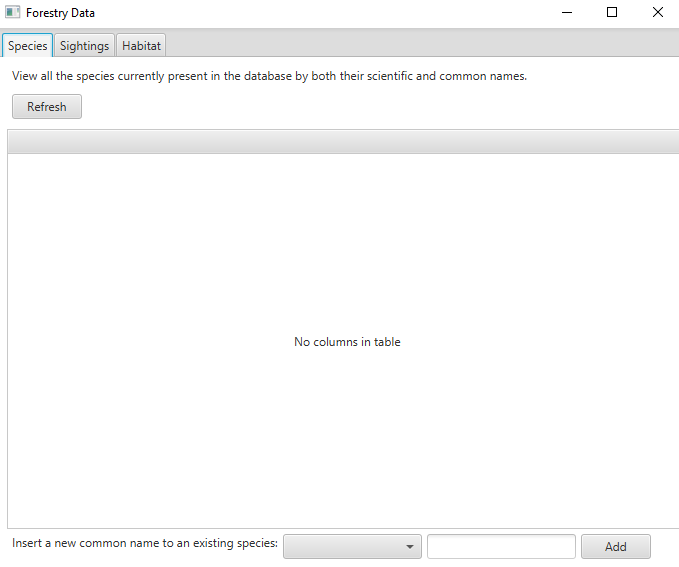 Forestry Data
Species Sightings Habitat
View all the species currently present in the database by both their scientific and common names.
Refresh
No columns in table
Insert a new common name to an existing species: Add